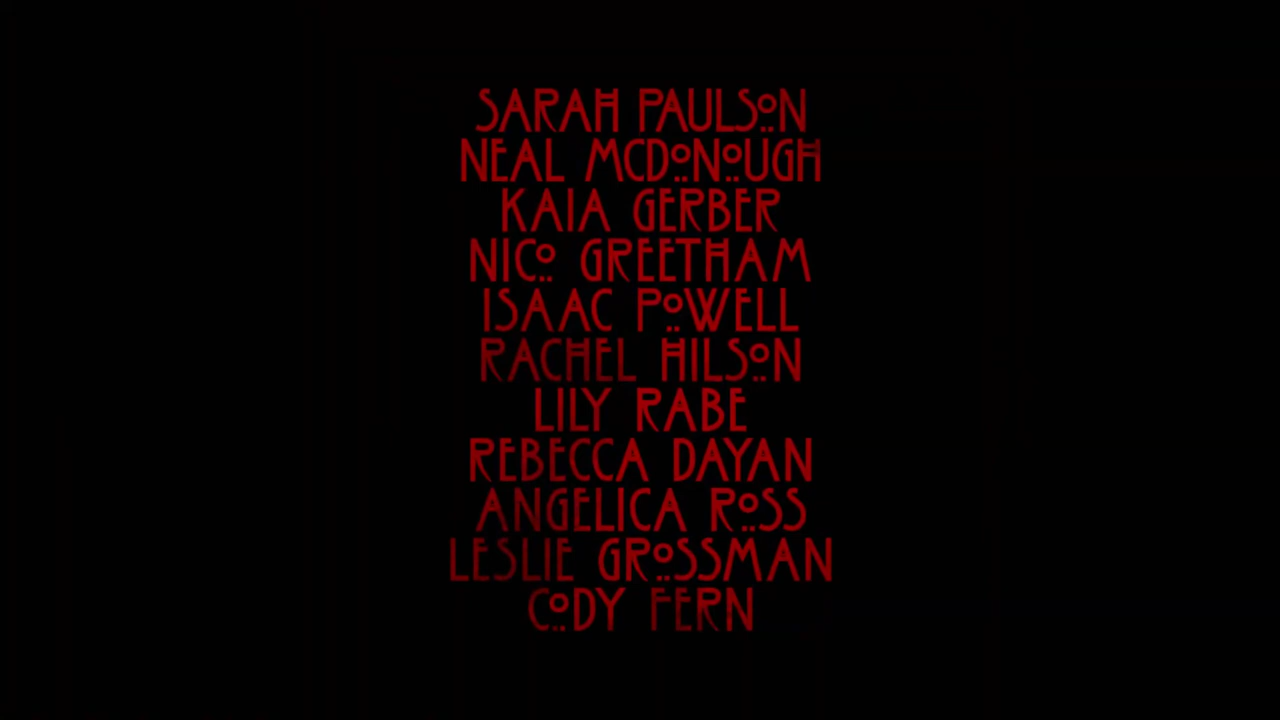 SARAH PAULSON
NEAL MCDONOUGH
KAIA GERBER
NICO GREETHAM
ISAAC POWELL
RACHEL HILSON
LILY RABE
REBECCA DAYAN
ANGELICA ROSS
LESLIE GROSSMAN
CODY FERN